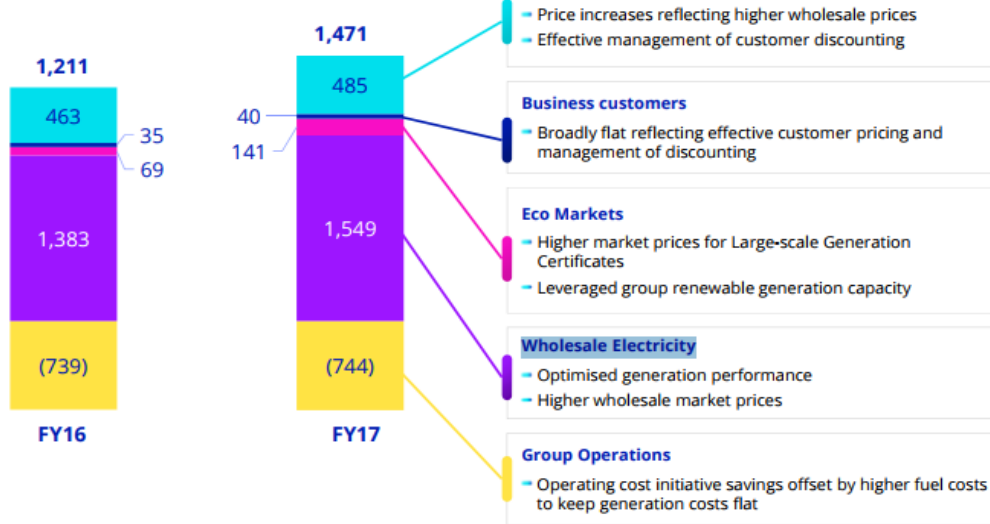 1,211
463
35
69
1,383
(739)
FY16
1,471
485
40
141
1,549
(744)
FY17
Price increases reflecting higher wholesale prices
Effective management of customer discounting
Business customers
Broadly flat reflecting effective customer pricing and
management of discounting
Eco Markets
Higher market prices for Large-scale Generation
Certificates
Leveraged group renewable generation capacity
Wholesale Electricity
Optimised generation performance
Higher wholesale market prices
Group Operations
Operating cost initiative savings offset by higher fuel costs
to keep generation costs flat